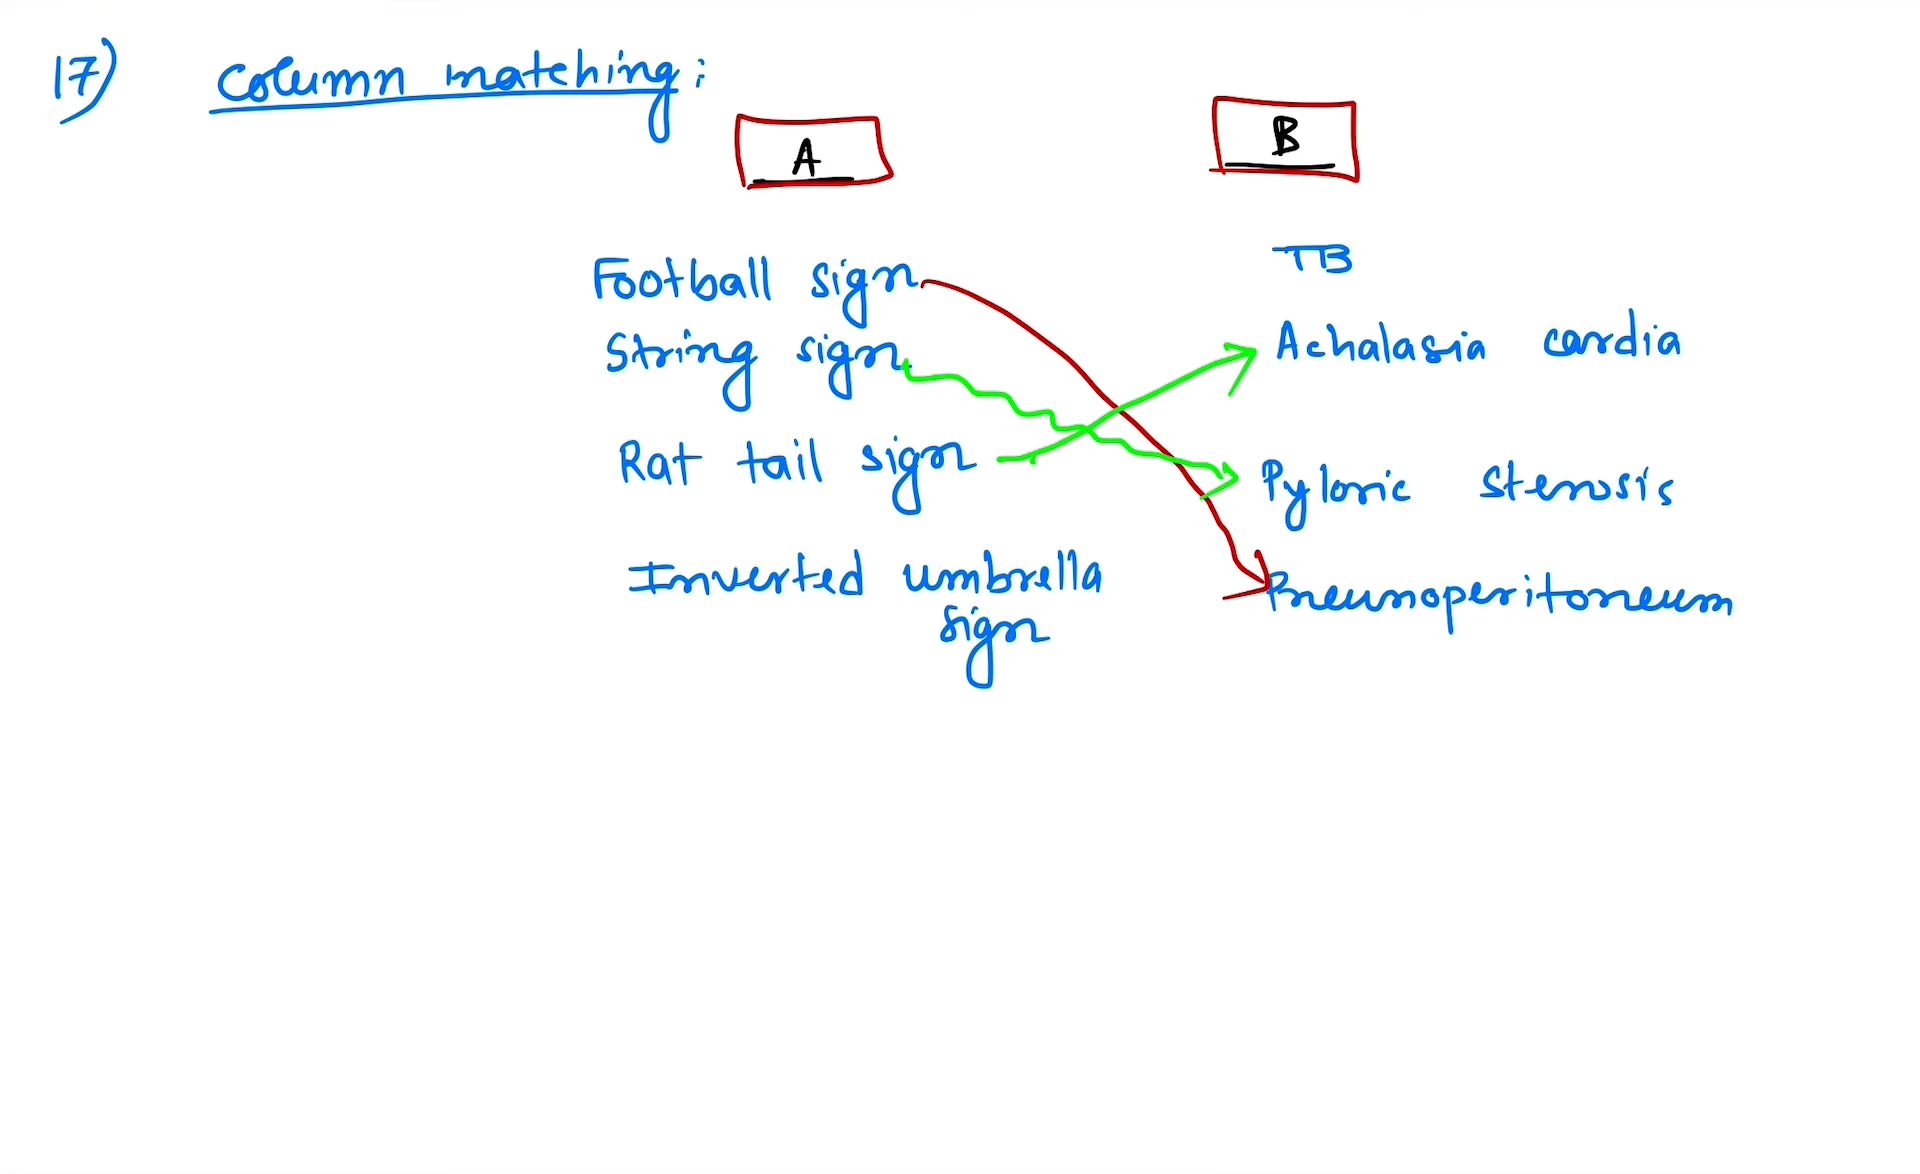 17) Column matching:
A
B
Football sign
TB
String sign
Achalasia cardia
Rat tail sign
Pyloric stenosis
Inverted umbrella
sign
Pneumoperitoneum